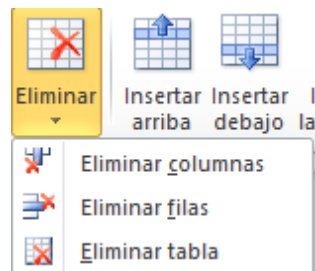 Eliminar
Insertar Insertar
arriba debajo
Eliminar columnas
Eliminar filas
Eliminar tabla